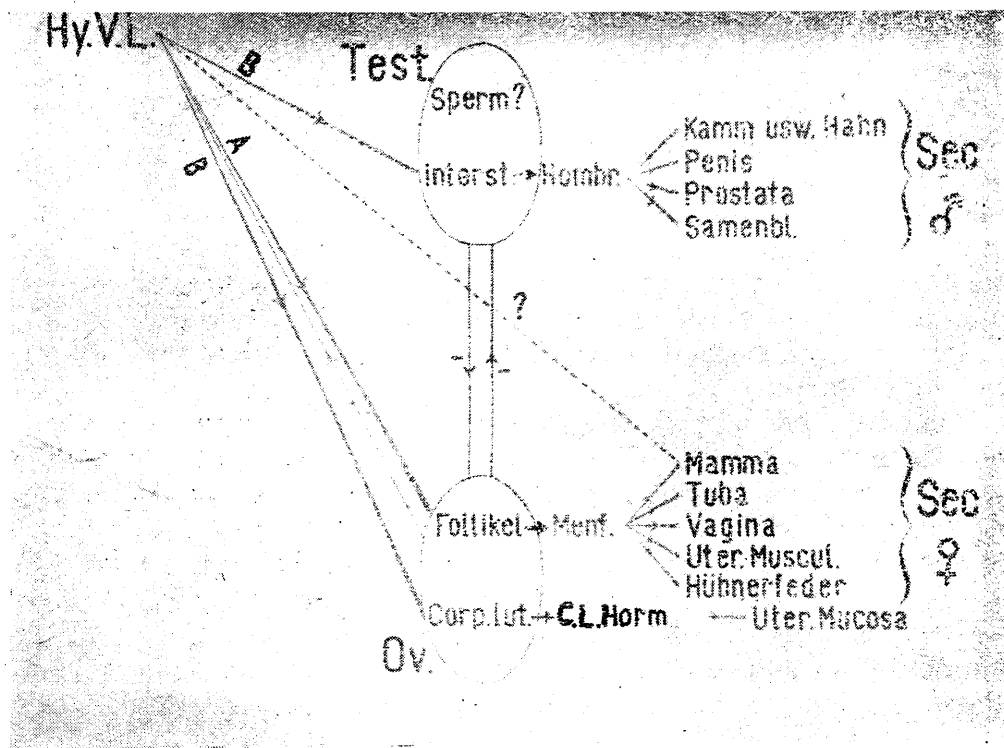 Hy.V.L.
B
A
B
Test.
Sperm?
Interst. Hombr.
Kamm usw. Hahn
Penis
Prostata
Samenbl.
Sec
♂
?
-
-
Follikel Menf.
Mamma
Tuba
Vagina
Uter. Muscul.
Hühnerfeder
Sec
♀
Corp.lut. C.L.Horm Uter. Mucosa
Ov.